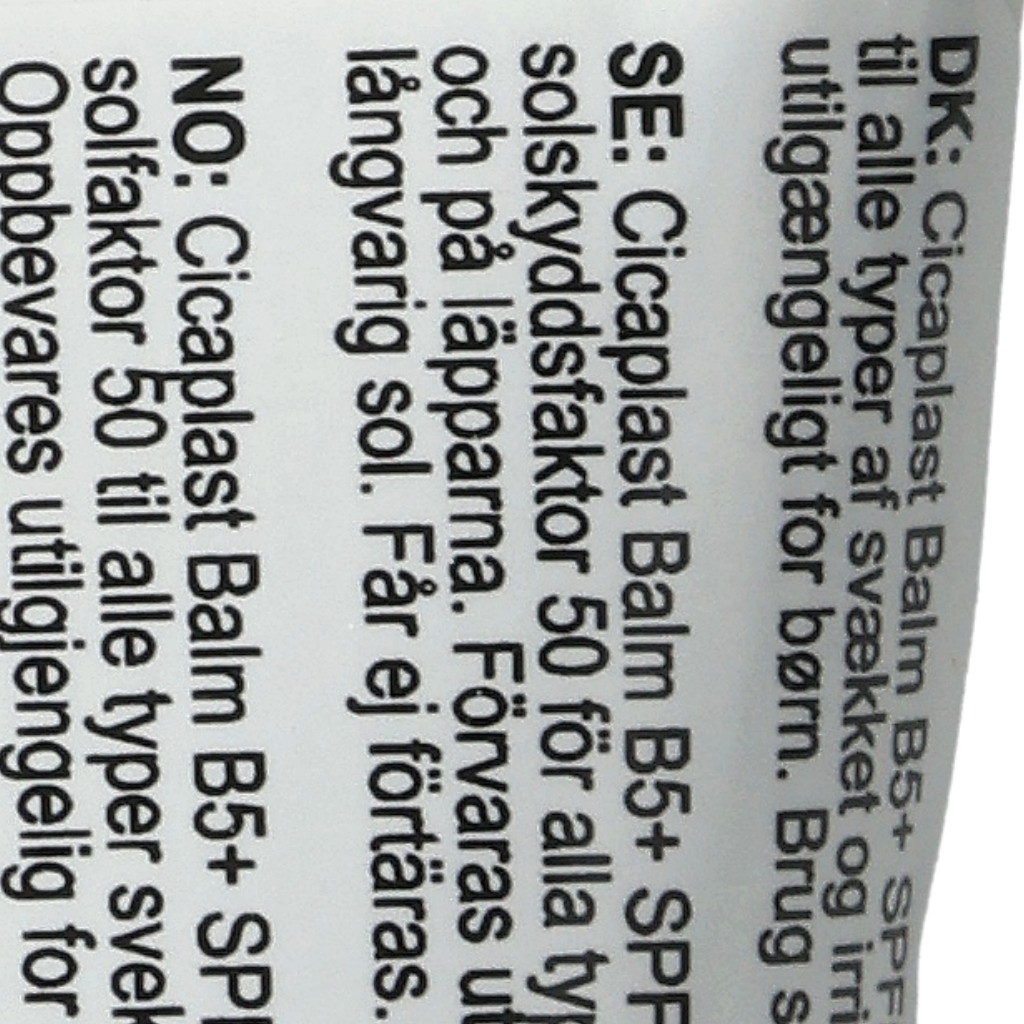 DK: Cicaplast Balm B5+ SPF
til alle typer af svækket og irri
utilgængeligt for børn. Brug s
SE: Cicaplast Balm B5+ SPF
solskyddsfaktor 50 för alla ty
och på läpparna. Förvaras ut
långvarig sol. Får ej förtäras.
NO: Cicaplast Balm B5+ SPF
solfaktor 50 til alle typer svek
Oppbevares utilgjengelig for